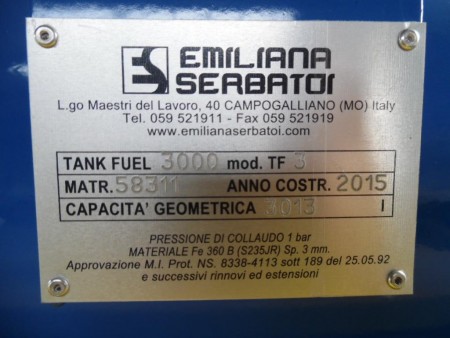 EMILIANA
SERBATOI
L.go Maestri del Lavoro, 40 CAMPOGALLIANO (MO) Italy
Tel. 059 521911 - Fax 059 521919
www.emilianaserbatoi.com
TANK FUEL 3000 mod. TF 3
MATR. 58311 ANNO COSTR. 2015
CAPACITA' GEOMETRICA 3013 l
PRESSIONE DI COLLAUDO 1 bar
MATERIALE Fe 360 B (S235JR) Sp. 3 mm.
Approvazione M.I. Prot. NS. 8338-4113 sott 189 del 25.05.92
e successivi rinnovi ed estensioni